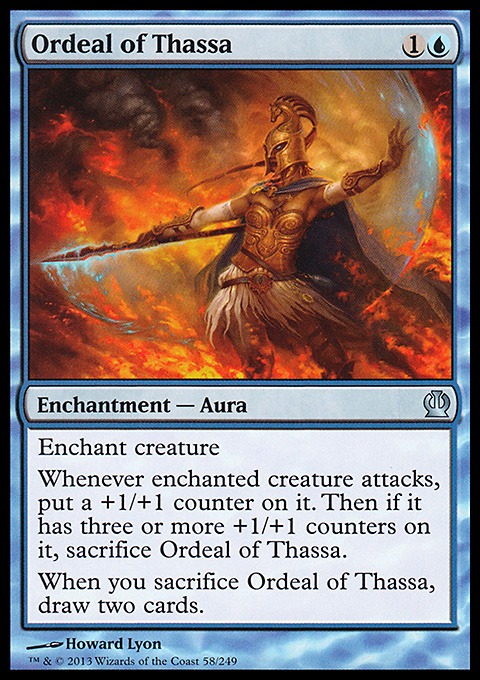 Ordeal of Thassa 1
Enchantment — Aura
Enchant creature
Whenever enchanted creature attacks,
put a +1/+1 counter on it. Then if it
has three or more +1/+1 counters on
it, sacrifice Ordeal of Thassa.
When you sacrifice Ordeal of Thassa,
draw two cards.
Howard Lyon
™ & © 2013 Wizards of the Coast 58/249